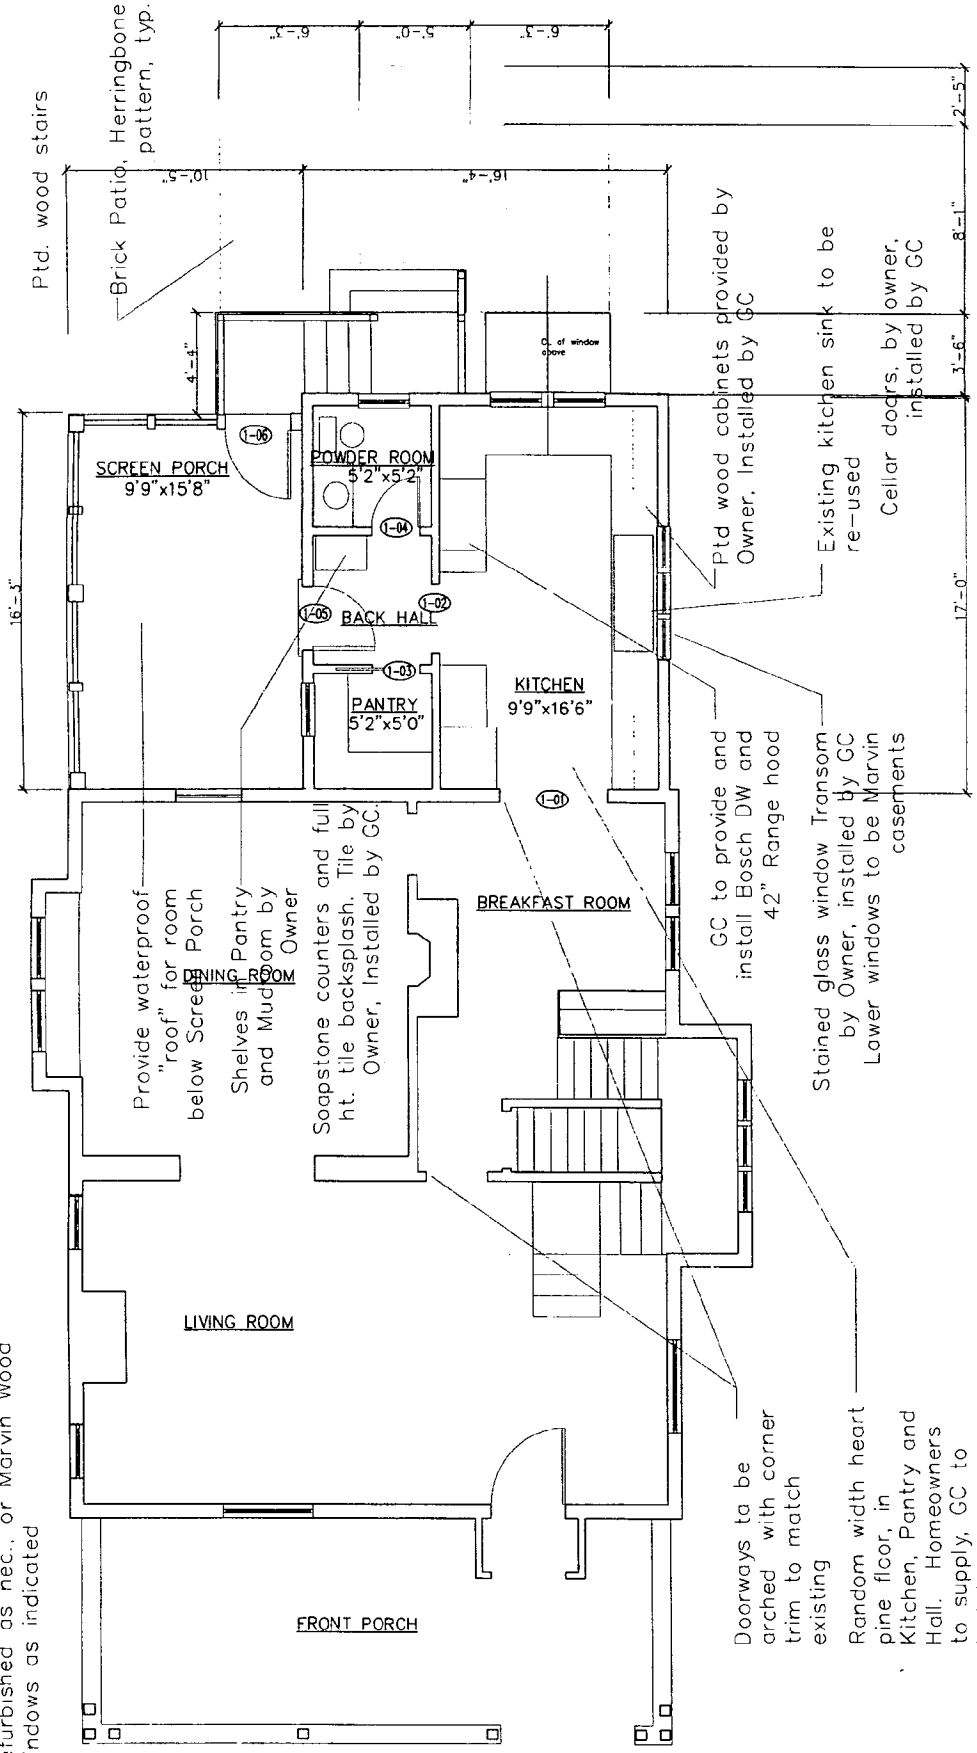 efurbished as nec., or Marvin Wood
ndows as indicated
Ptd. wood stairs
Brick Patio, Herringbone
pattern, typ.
6'-3"
5'-0"
6'-3"
10'-5"
16'-4"
2'-5"
8'-1"
3'-6"
17'-0"
4'-4"
16'-3"
CL of window
above
SCREEN PORCH
9'9"x15'8"
1-06
POWDER ROOM
5'2"x5'2"
1-04
1-05
BACK HALL
1-02
1-03
PANTRY
5'2"x5'0"
KITCHEN
9'9"x16'6"
1-01
BREAKFAST ROOM
DINING ROOM
LIVING ROOM
FRONT PORCH
Provide waterproof
"roof" for room
below Screen Porch
Shelves in Pantry
and Mudroom by
Owner
Soapstone counters and full
ht. tile backsplash. Tile by
Owner, Installed by GC.
Ptd wood cabinets provided by
Owner, Installed by GC
Existing kitchen sink to be
re-used
Cellar doors, by owner,
installed by GC
GC to provide and
install Bosch DW and
42" Range hood
Stained glass window Transom
by Owner, installed by GC
Lower windows to be Marvin
casements
Doorways to be
arched with corner
trim to match
existing
Random width heart
pine floor, in
Kitchen, Pantry and
Hall. Homeowners
to supply, GC to